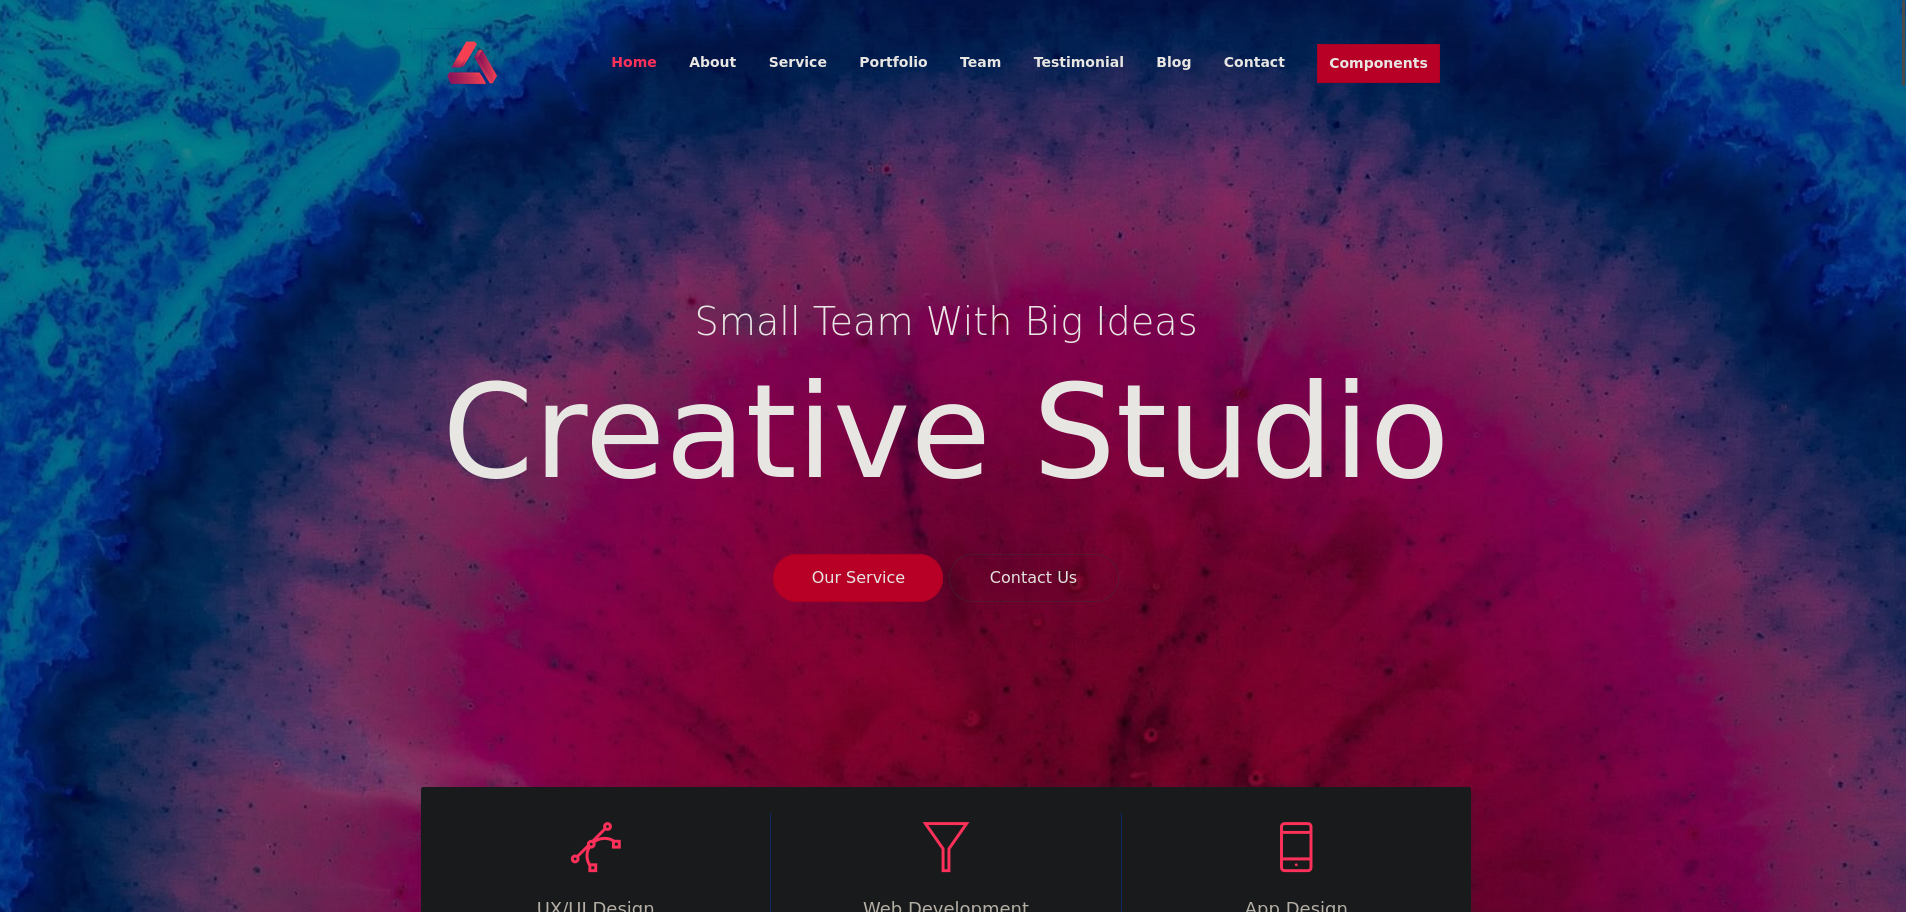 Home About Service Portfolio Team Testimonial Blog Contact Components
Small Team With Big Ideas
Creative Studio
Our Service Contact Us
UX/UI Design Web Development App Design